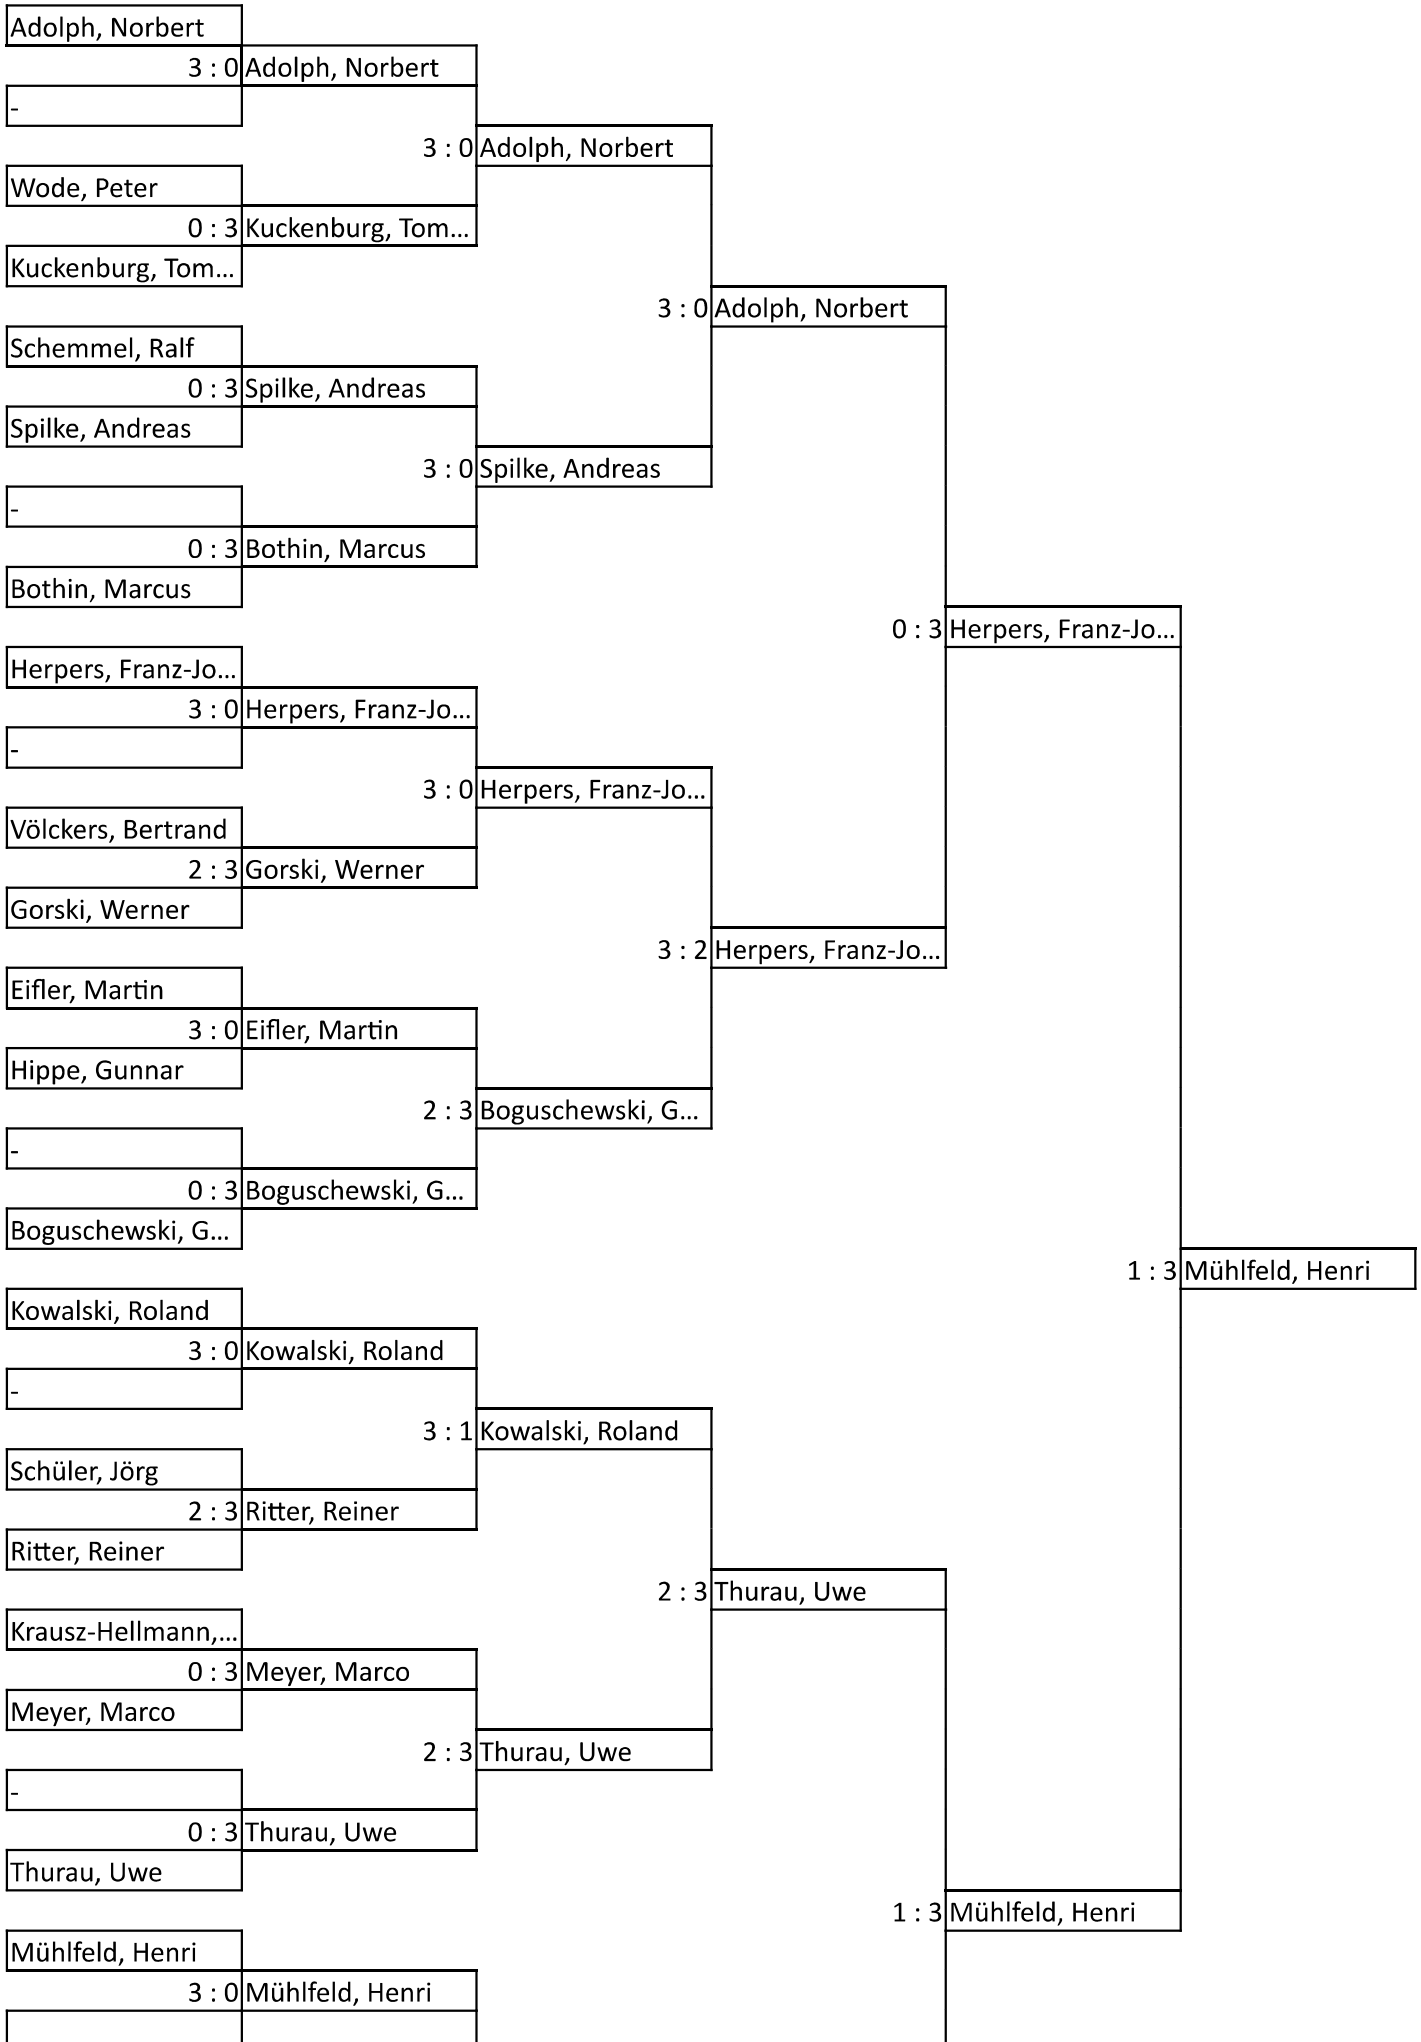 Adolph, Norbert
3 : 0 Adolph, Norbert
-
3 : 0 Adolph, Norbert
Wode, Peter
0 : 3 Kuckenburg, Tom...
Kuckenburg, Tom...
3 : 0 Adolph, Norbert
Schemmel, Ralf
0 : 3 Spilke, Andreas
Spilke, Andreas
3 : 0 Spilke, Andreas
-
0 : 3 Bothin, Marcus
Bothin, Marcus
0 : 3 Herpers, Franz-Jo...
Herpers, Franz-Jo...
3 : 0 Herpers, Franz-Jo...
-
3 : 0 Herpers, Franz-Jo...
Völckers, Bertrand
2 : 3 Gorski, Werner
Gorski, Werner
3 : 2 Herpers, Franz-Jo...
Eifler, Martin
3 : 0 Eifler, Martin
Hippe, Gunnar
2 : 3 Boguschewski, G...
-
0 : 3 Boguschewski, G...
Boguschewski, G...
1 : 3 Mühlfeld, Henri
Kowalski, Roland
3 : 0 Kowalski, Roland
-
3 : 1 Kowalski, Roland
Schüler, Jörg
2 : 3 Ritter, Reiner
Ritter, Reiner
2 : 3 Thurau, Uwe
Krausz-Hellmann,...
0 : 3 Meyer, Marco
Meyer, Marco
2 : 3 Thurau, Uwe
-
0 : 3 Thurau, Uwe
Thurau, Uwe
1 : 3 Mühlfeld, Henri
Mühlfeld, Henri
3 : 0 Mühlfeld, Henri